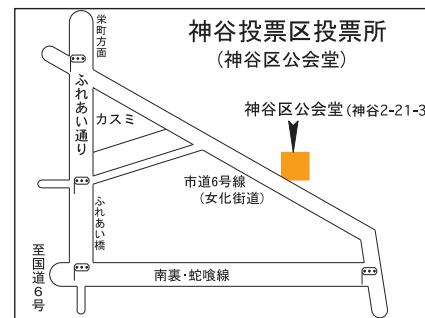 神谷投票区投票所
(神谷区公会堂)
栄町方面
神谷区公会堂(神谷2-21-3
カスミ
ふれあい通り
市道6号線
(女化街道)
ふれあい橋
南裏・蛇喰線
至国道6号